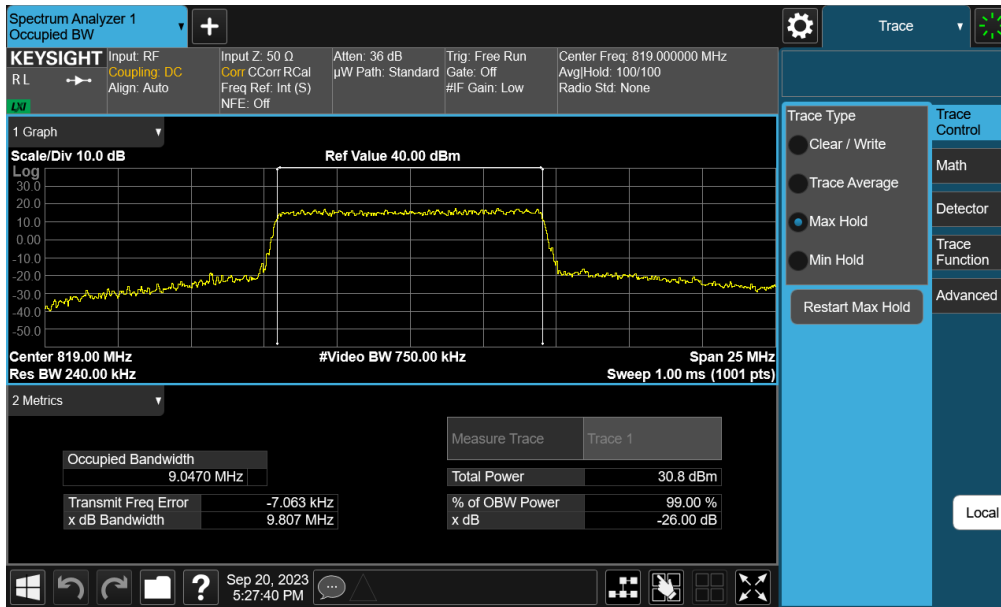 Spectrum Analyzer 1
Occupied BW
+
Trace
KEYSIGHT
R L
LXI
Input: RF
Coupling: DC
Align: Auto
Input Z: 50 Ω
Corr CCorr RCal
Freq Ref: Int (S)
NFE: Off
Atten: 36 dB
µW Path: Standard
Trig: Free Run
Gate: Off
#IF Gain: Low
Center Freq: 819.000000 MHz
Avg|Hold: 100/100
Radio Std: None
1 Graph
Scale/Div 10.0 dB
Ref Value 40.00 dBm
Log
30.0
20.0
10.0
0.00
-10.0
-20.0
-30.0
-40.0
-50.0
Center 819.00 MHz
#Video BW 750.00 kHz
Span 25 MHz
Res BW 240.00 kHz
Sweep 1.00 ms (1001 pts)
2 Metrics
Measure Trace
Trace 1
Occupied Bandwidth
9.0470 MHz
Total Power
30.8 dBm
Transmit Freq Error
-7.063 kHz
% of OBW Power
99.00 %
x dB Bandwidth
9.807 MHz
x dB
-26.00 dB
Trace Type
Clear / Write
Trace Average
Max Hold
Min Hold
Restart Max Hold
Trace
Control
Math
Detector
Trace
Function
Advanced
Local
?
Sep 20, 2023
5:27:40 PM